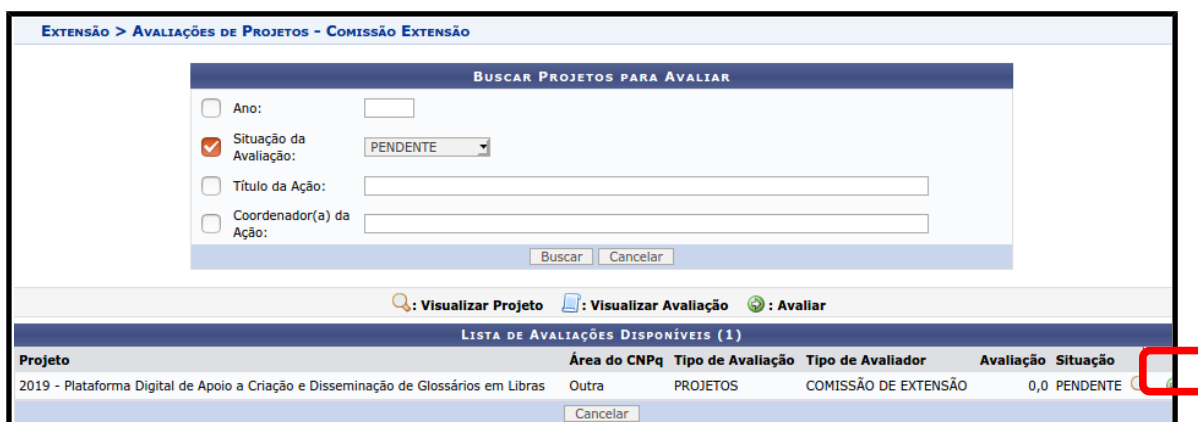 Extensão > Avaliações de Projetos - Comissão Extensão
Buscar Projetos para Avaliar
Ano:
Situação da Avaliação: PENDENTE
Título da Ação:
Coordenador(a) da Ação:
Buscar Cancelar
: Visualizar Projeto : Visualizar Avaliação : Avaliar
Lista de Avaliações Disponíveis (1)
Projeto Área do CNPq Tipo de Avaliação Tipo de Avaliador Avaliação Situação
2019 - Plataforma Digital de Apoio a Criação e Disseminação de Glossários em Libras Outra PROJETOS COMISSÃO DE EXTENSÃO 0,0 PENDENTE
Cancelar